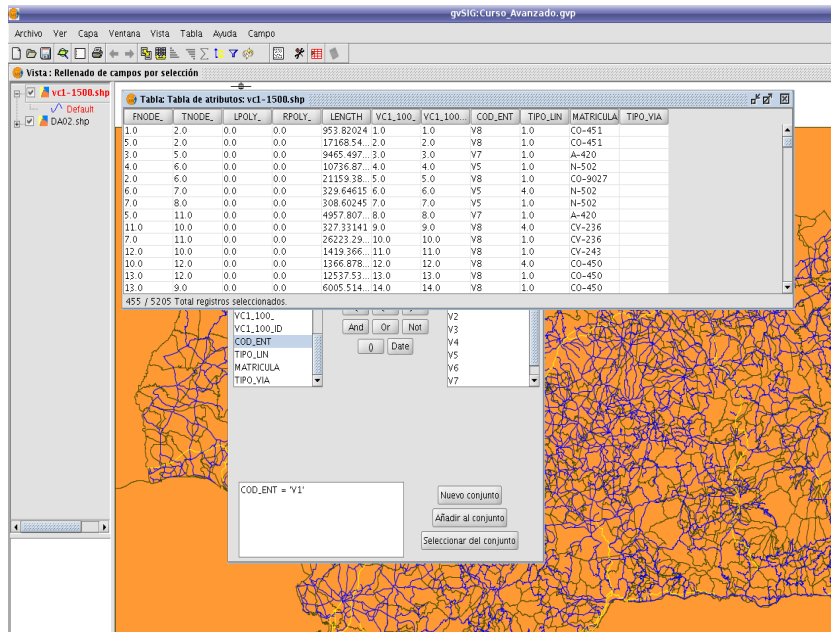 gvSIG:Curso_Avanzado.gvp
Archivo Ver Capa Ventana Vista Tabla Ayuda Campo
Vista : Rellenado de campos por selección
vc1-1500.shp
Default
DA02.shp
Tabla: Tabla de atributos: vc1-1500.shp
FNODE_ TNODE_ LPOLY_ RPOLY_ LENGTH VC1_100_ VC1_100... COD_ENT TIPO_LIN MATRICULA TIPO_VIA
1.0 2.0 0.0 0.0 953.82024 1.0 1.0 V8 1.0 CO-451
5.0 2.0 0.0 0.0 17168.54... 2.0 2.0 V8 1.0 CO-451
3.0 5.0 0.0 0.0 9465.497... 3.0 3.0 V7 1.0 A-420
4.0 6.0 0.0 0.0 10736.87... 4.0 4.0 V5 1.0 N-502
2.0 6.0 0.0 0.0 21159.38... 5.0 5.0 V8 1.0 CO-9027
6.0 7.0 0.0 0.0 329.64615 6.0 6.0 V5 4.0 N-502
7.0 8.0 0.0 0.0 308.60245 7.0 7.0 V5 1.0 N-502
5.0 11.0 0.0 0.0 4957.807... 8.0 8.0 V7 1.0 A-420
11.0 10.0 0.0 0.0 327.33141 9.0 9.0 V8 4.0 CV-236
7.0 11.0 0.0 0.0 26223.29... 10.0 10.0 V8 1.0 CV-236
12.0 10.0 0.0 0.0 1419.366... 11.0 11.0 V8 1.0 CV-243
10.0 12.0 0.0 0.0 1366.878... 12.0 12.0 V8 4.0 CO-450
13.0 12.0 0.0 0.0 12537.53... 13.0 13.0 V8 1.0 CO-450
13.0 9.0 0.0 0.0 6005.514... 14.0 14.0 V8 1.0 CO-450
455 / 5205 Total registros seleccionados.
VC1_100_
VC1_100_ID
COD_ENT
TIPO_LIN
MATRICULA
TIPO_VIA
And Or Not
() Date
V2
V3
V4
V5
V6
V7
COD_ENT = 'V1'
Nuevo conjunto
Añadir al conjunto
Seleccionar del conjunto